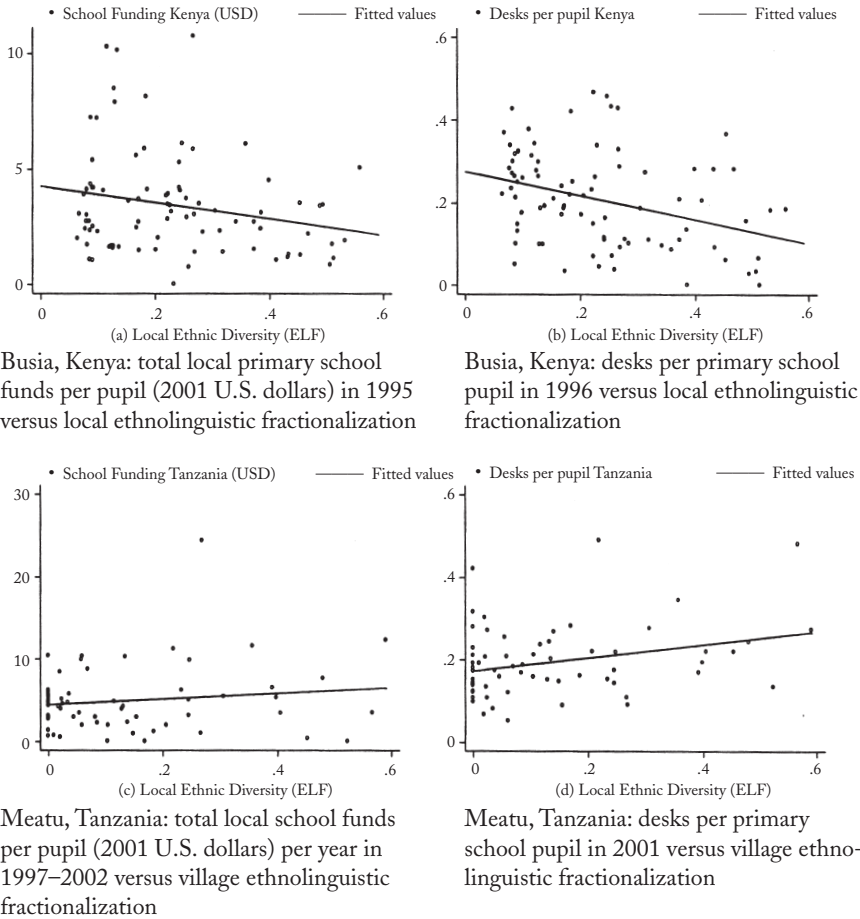 • School Funding Kenya (USD) —— Fitted values
10
5
0
0 .2 .4 .6
(a) Local Ethnic Diversity (ELF)
Busia, Kenya: total local primary school
funds per pupil (2001 U.S. dollars) in 1995
versus local ethnolinguistic fractionalization
• Desks per pupil Kenya —— Fitted values
.6
.4
.2
0
0 .2 .4 .6
(b) Local Ethnic Diversity (ELF)
Busia, Kenya: desks per primary school
pupil in 1996 versus local ethnolinguistic
fractionalization
• School Funding Tanzania (USD) —— Fitted values
30
20
10
0
0 .2 .4 .6
(c) Local Ethnic Diversity (ELF)
Meatu, Tanzania: total local school funds
per pupil (2001 U.S. dollars) per year in
1997–2002 versus village ethnolinguistic
fractionalization
• Desks per pupil Tanzania —— Fitted values
.6
.4
.2
0
0 .2 .4 .6
(d) Local Ethnic Diversity (ELF)
Meatu, Tanzania: desks per primary
school pupil in 2001 versus village ethno-
linguistic fractionalization